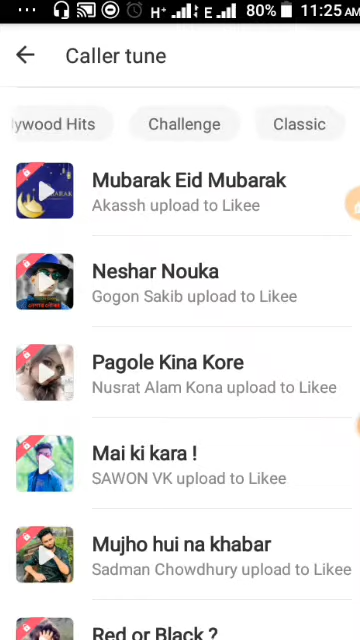 H+ E 80% 11:25 AM
Caller tune
lywood Hits Challenge Classic
Mubarak Eid Mubarak
Akassh upload to Likee
Neshar Nouka
Gogon Sakib upload to Likee
Pagole Kina Kore
Nusrat Alam Kona upload to Likee
Mai ki kara !
SAWON VK upload to Likee
Mujho hui na khabar
Sadman Chowdhury upload to Likee
Red or Black ?